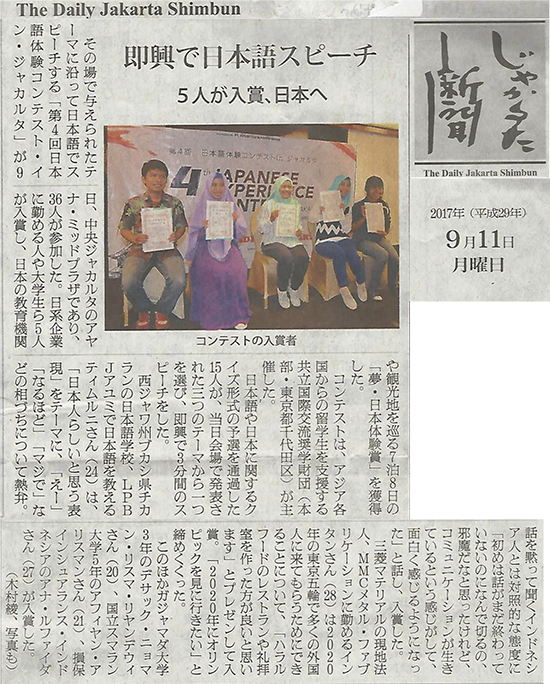 The Daily Jakarta Shimbun
じゃかるた新聞
The Daily Jakarta Shimbun
2017年（平成29年）
9月11日
月曜日
即興で日本語スピーチ
5人が入賞、日本へ
その場で与えられたテ
ーマに沿って日本語でス
ピーチする「第4回日本
語体験コンテスト・イ
ン・ジャカルタ」が9
日、中央ジャカルタのアヤ
ナ・ミッドプラザであり、
36人が参加した。日系企業
に勤める人や大学生ら5人
が入賞し、日本の教育機関
第4回 日本語体験コンテスト in ジャカルタ
4th JAPANESE
EXPERIENCE
CONTE
コンテストの入賞者
や観光地を巡る7泊8日の
「夢・日本体験賞」を獲得
した。
コンテストは、アジア各
国からの留学生を支援する
共立国際交流奨学財団（本
部・東京都千代田区）が主
催した。
日本語や日本に関するク
イズ形式の予選を通過した
15人が、当日会場で発表さ
れた三つのテーマから一つ
を選び、即興で3分間のス
ピーチをした。
西ジャワ州ブカシ県チカ
ランの日本語学校、LPB
Jアユミで日本語を教える
ティムルニさん（24）は、
「日本人らしいと思う表
現」をテーマに、「えー」
「なるほど」「マジで」な
どの相づちについて熱弁。
話を黙って聞くインドネシ
ア人とは対照的な態度に
「初めは話がまだ終わって
いないのになんで切るの、
邪魔だなと思ったけれど、
コミュニケーションが生き
ているという感じがして、
面白く感じるようになっ
た」と話し、入賞した。
三菱マテリアルの現地法
人、MMCメタル・ファブ
リケーションに勤めるイン
タンさん（28）は2020
年の東京五輪で多くの外国
人に来てもらうためにでき
ることについて、「ハラル
フードのレストランや礼拝
室を作った方が良いと思い
ます」とプレゼンして入
賞。「2020年にオリン
ピックを見に行きたい」と
締めくくった。
このほかガジャマダ大学
3年のデサック・ニョマ
ン・リスマ・リヤンデウィ
さん（20）、国立スマラン
大学5年のアフィヤン・ア
リスマンさん（21）、損保
インシュアランス・インド
ネシアのアナ・ルファイダ
さん（27）が入賞した。
（木村綾、写真も）